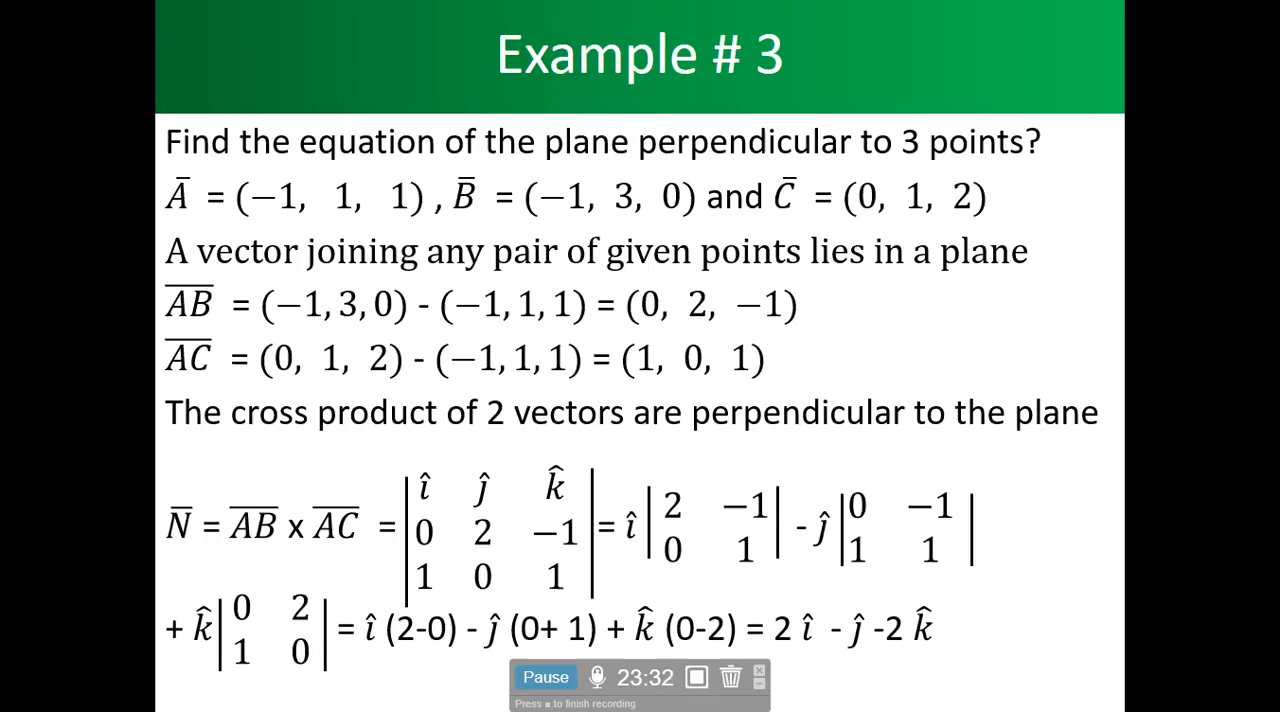 Example # 3
Find the equation of the plane perpendicular to 3 points?
A̅ = (−1, 1, 1) , B̅ = (−1, 3, 0) and C̅ = (0, 1, 2)
A vector joining any pair of given points lies in a plane
A̅B̅ = (−1, 3, 0) - (−1, 1, 1) = (0, 2, −1)
A̅C̅ = (0, 1, 2) - (−1, 1, 1) = (1, 0, 1)
The cross product of 2 vectors are perpendicular to the plane
N̅ = A̅B̅ x A̅C̅ = |î ĵ k̂; 0 2 −1; 1 0 1| = î |2 −1; 0 1| - ĵ |0 −1; 1 1|
+ k̂ |0 2; 1 0| = î (2-0) - ĵ (0+ 1) + k̂ (0-2) = 2 î - ĵ -2 k̂
Pause 23:32
Press ■ to finish recording